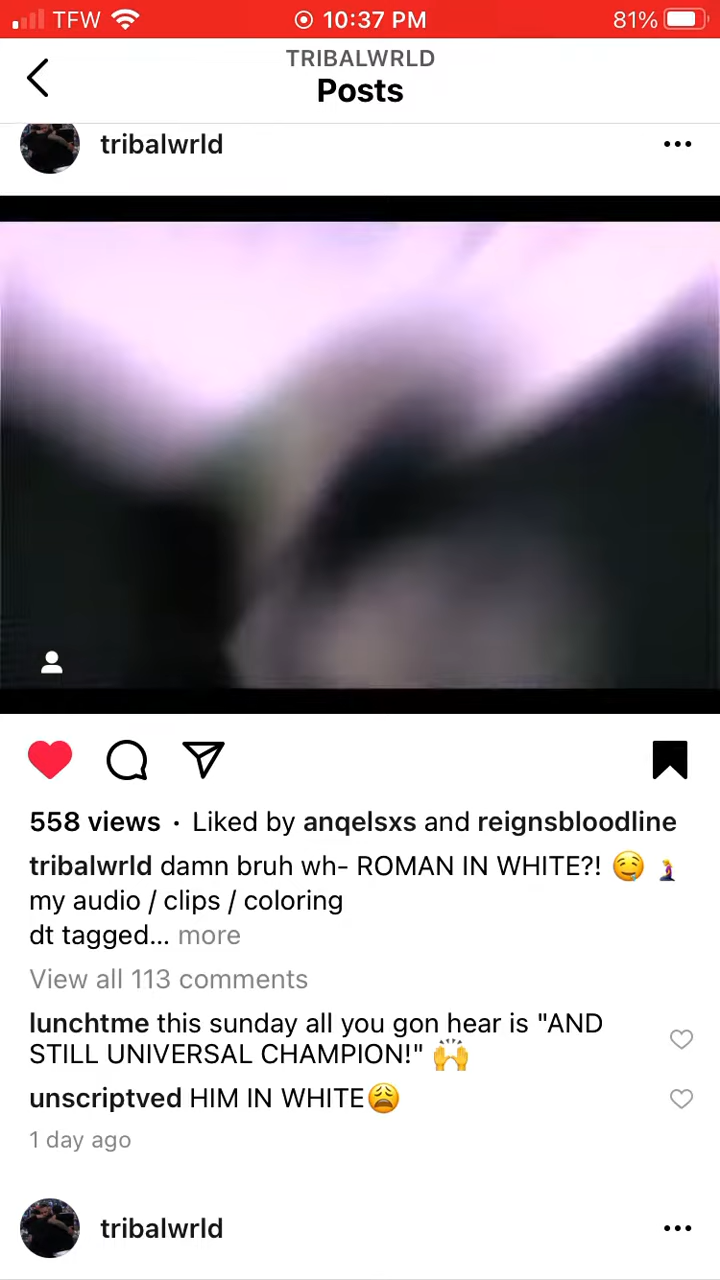 TFW 10:37 PM 81%
TRIBALWRLD
Posts
tribalwrld
558 views · Liked by anqelsxs and reignsbloodline
tribalwrld damn bruh wh- ROMAN IN WHITE?! 🤤 🤦‍♀️
my audio / clips / coloring
dt tagged... more
View all 113 comments
lunchtme this sunday all you gon hear is "AND
STILL UNIVERSAL CHAMPION!" 🙌
unscriptved HIM IN WHITE😩
1 day ago
tribalwrld